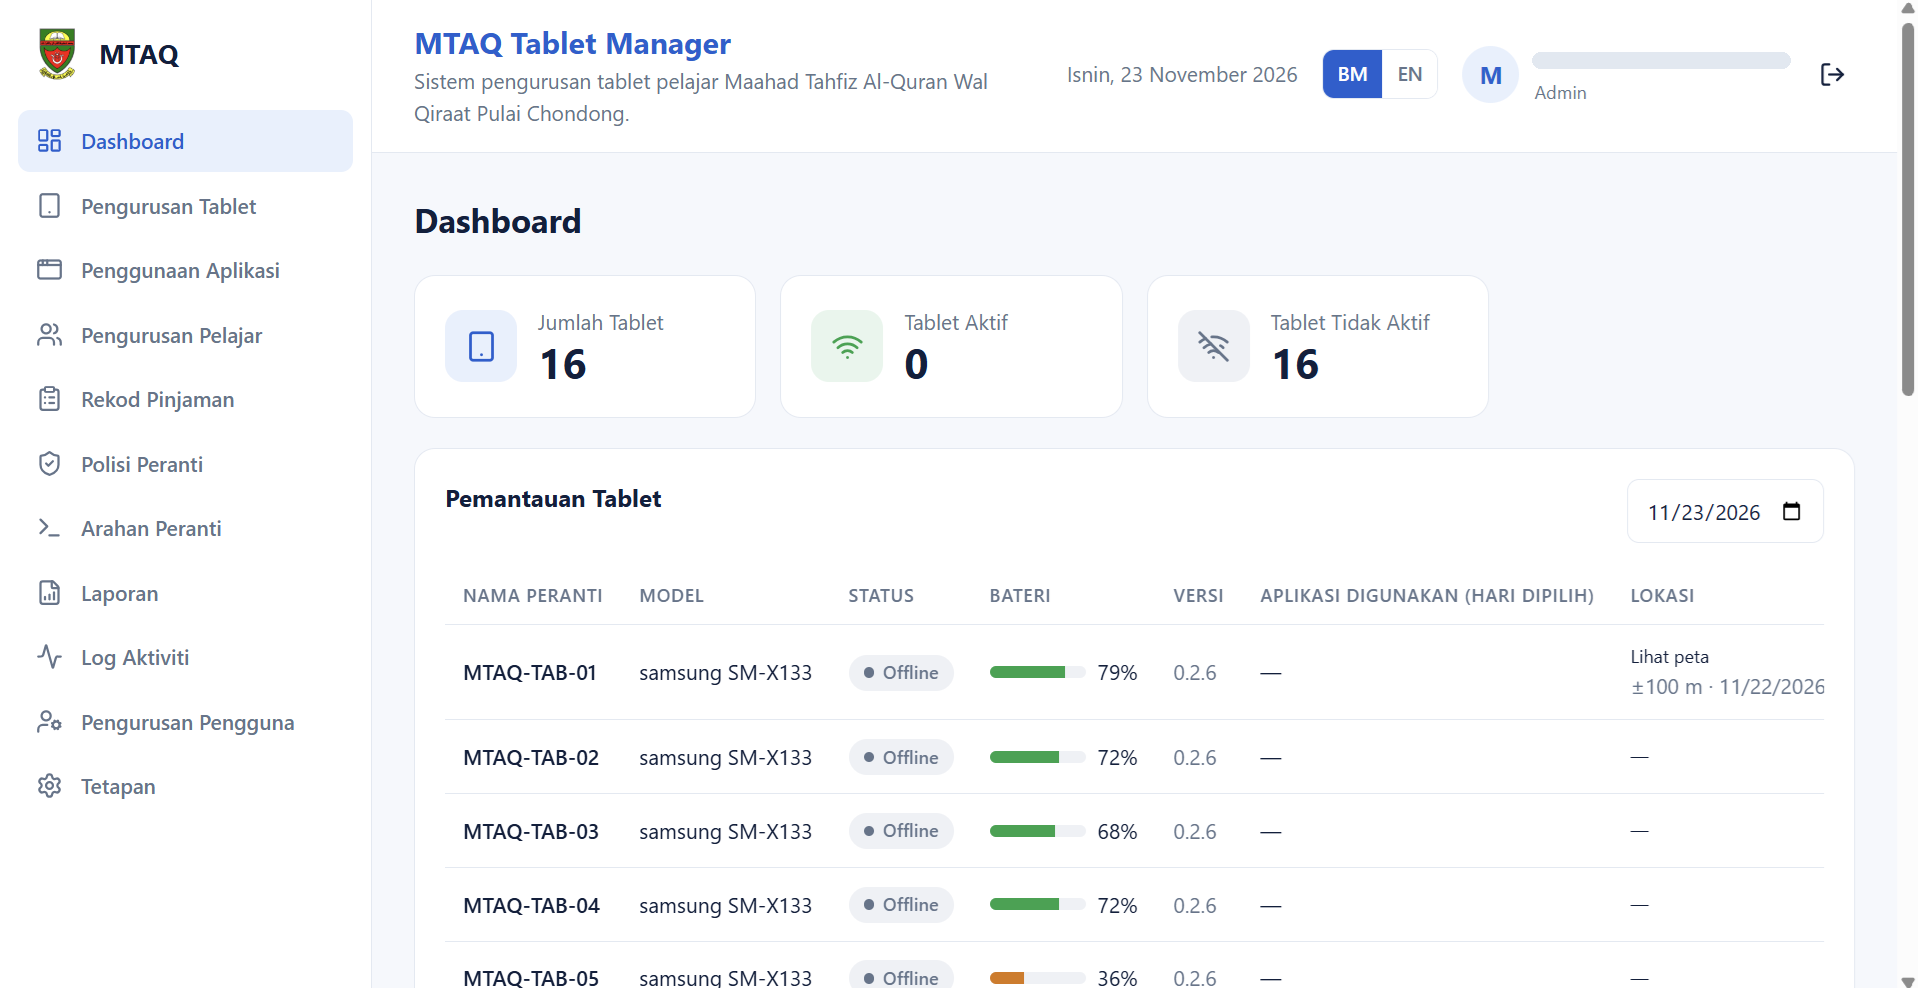 MTAQ
Dashboard
Pengurusan Tablet
Penggunaan Aplikasi
Pengurusan Pelajar
Rekod Pinjaman
Polisi Peranti
Arahan Peranti
Laporan
Log Aktiviti
Pengurusan Pengguna
Tetapan
MTAQ Tablet Manager
Sistem pengurusan tablet pelajar Maahad Tahfiz Al-Quran Wal
Qiraat Pulai Chondong.
Isnin, 23 November 2026
BM EN
M
Admin
Dashboard
Jumlah Tablet
16
Tablet Aktif
0
Tablet Tidak Aktif
16
Pemantauan Tablet
11/23/2026
NAMA PERANTI MODEL STATUS BATERI VERSI APLIKASI DIGUNAKAN (HARI DIPILIH) LOKASI
MTAQ-TAB-01 samsung SM-X133 Offline 79% 0.2.6 — Lihat peta
±100 m · 11/22/2026
MTAQ-TAB-02 samsung SM-X133 Offline 72% 0.2.6 — —
MTAQ-TAB-03 samsung SM-X133 Offline 68% 0.2.6 — —
MTAQ-TAB-04 samsung SM-X133 Offline 72% 0.2.6 — —
MTAQ-TAB-05 samsung SM-X133 Offline 36% 0.2.6 — —